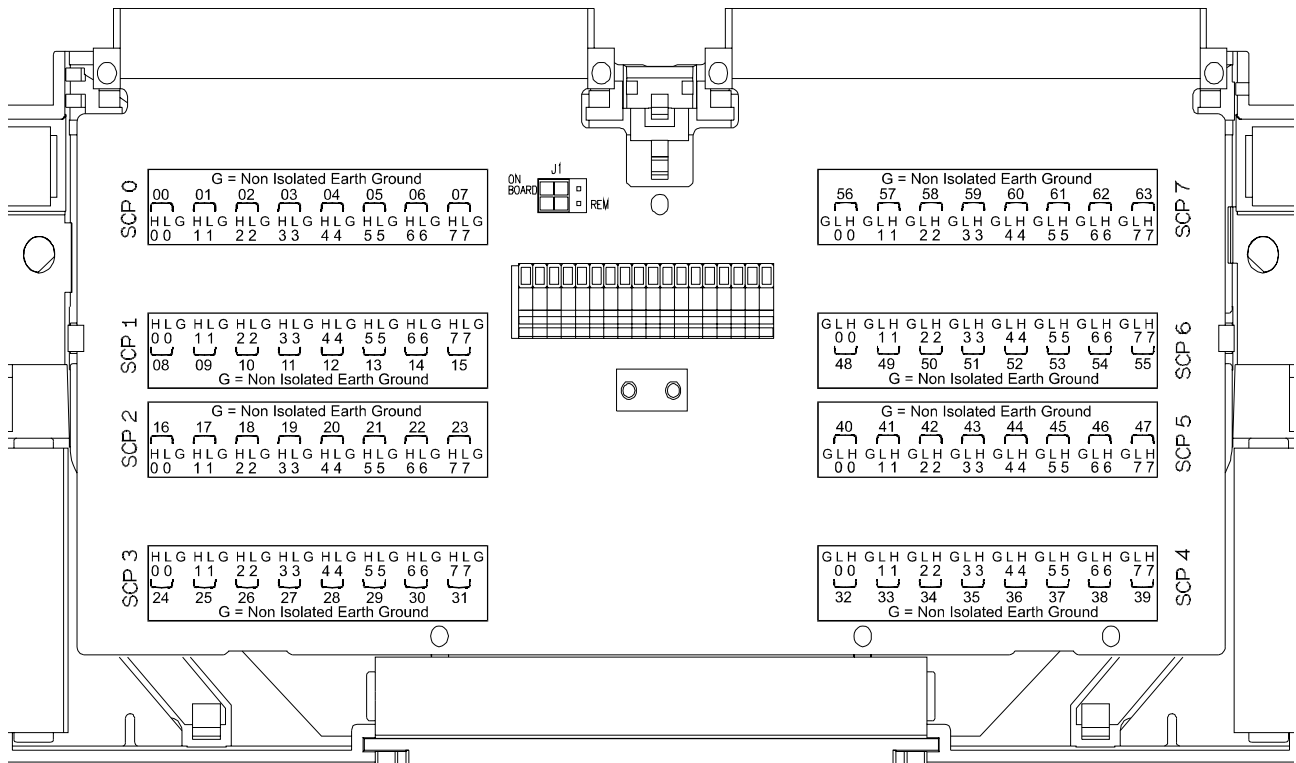 SCP 0
G = Non Isolated Earth Ground
00 01 02 03 04 05 06 07
H L G H L G H L G H L G H L G H L G H L G H L G
0 0 1 1 2 2 3 3 4 4 5 5 6 6 7 7
J1
ON
BOARD
REM
G = Non Isolated Earth Ground
56 57 58 59 60 61 62 63
G L H G L H G L H G L H G L H G L H G L H G L H
0 0 1 1 2 2 3 3 4 4 5 5 6 6 7 7
SCP 7
SCP 1
H L G H L G H L G H L G H L G H L G H L G H L G
0 0 1 1 2 2 3 3 4 4 5 5 6 6 7 7
08 09 10 11 12 13 14 15
G = Non Isolated Earth Ground
G L H G L H G L H G L H G L H G L H G L H G L H
0 0 1 1 2 2 3 3 4 4 5 5 6 6 7 7
48 49 50 51 52 53 54 55
G = Non Isolated Earth Ground
SCP 6
SCP 2
G = Non Isolated Earth Ground
16 17 18 19 20 21 22 23
H L G H L G H L G H L G H L G H L G H L G H L G
0 0 1 1 2 2 3 3 4 4 5 5 6 6 7 7
G = Non Isolated Earth Ground
40 41 42 43 44 45 46 47
G L H G L H G L H G L H G L H G L H G L H G L H
0 0 1 1 2 2 3 3 4 4 5 5 6 6 7 7
SCP 5
SCP 3
H L G H L G H L G H L G H L G H L G H L G H L G
0 0 1 1 2 2 3 3 4 4 5 5 6 6 7 7
24 25 26 27 28 29 30 31
G = Non Isolated Earth Ground
G L H G L H G L H G L H G L H G L H G L H G L H
0 0 1 1 2 2 3 3 4 4 5 5 6 6 7 7
32 33 34 35 36 37 38 39
G = Non Isolated Earth Ground
SCP 4